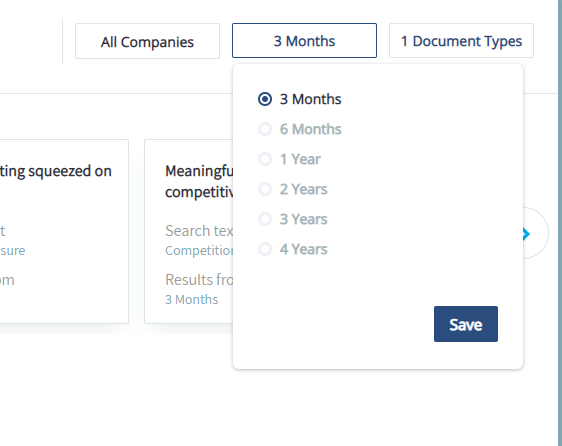 All Companies
3 Months
1 Document Types
3 Months
6 Months
1 Year
2 Years
3 Years
4 Years
Save
ting squeezed on
t
sure
om
Meaningfu
competitiv
Search tex
Competition
Results fro
3 Months